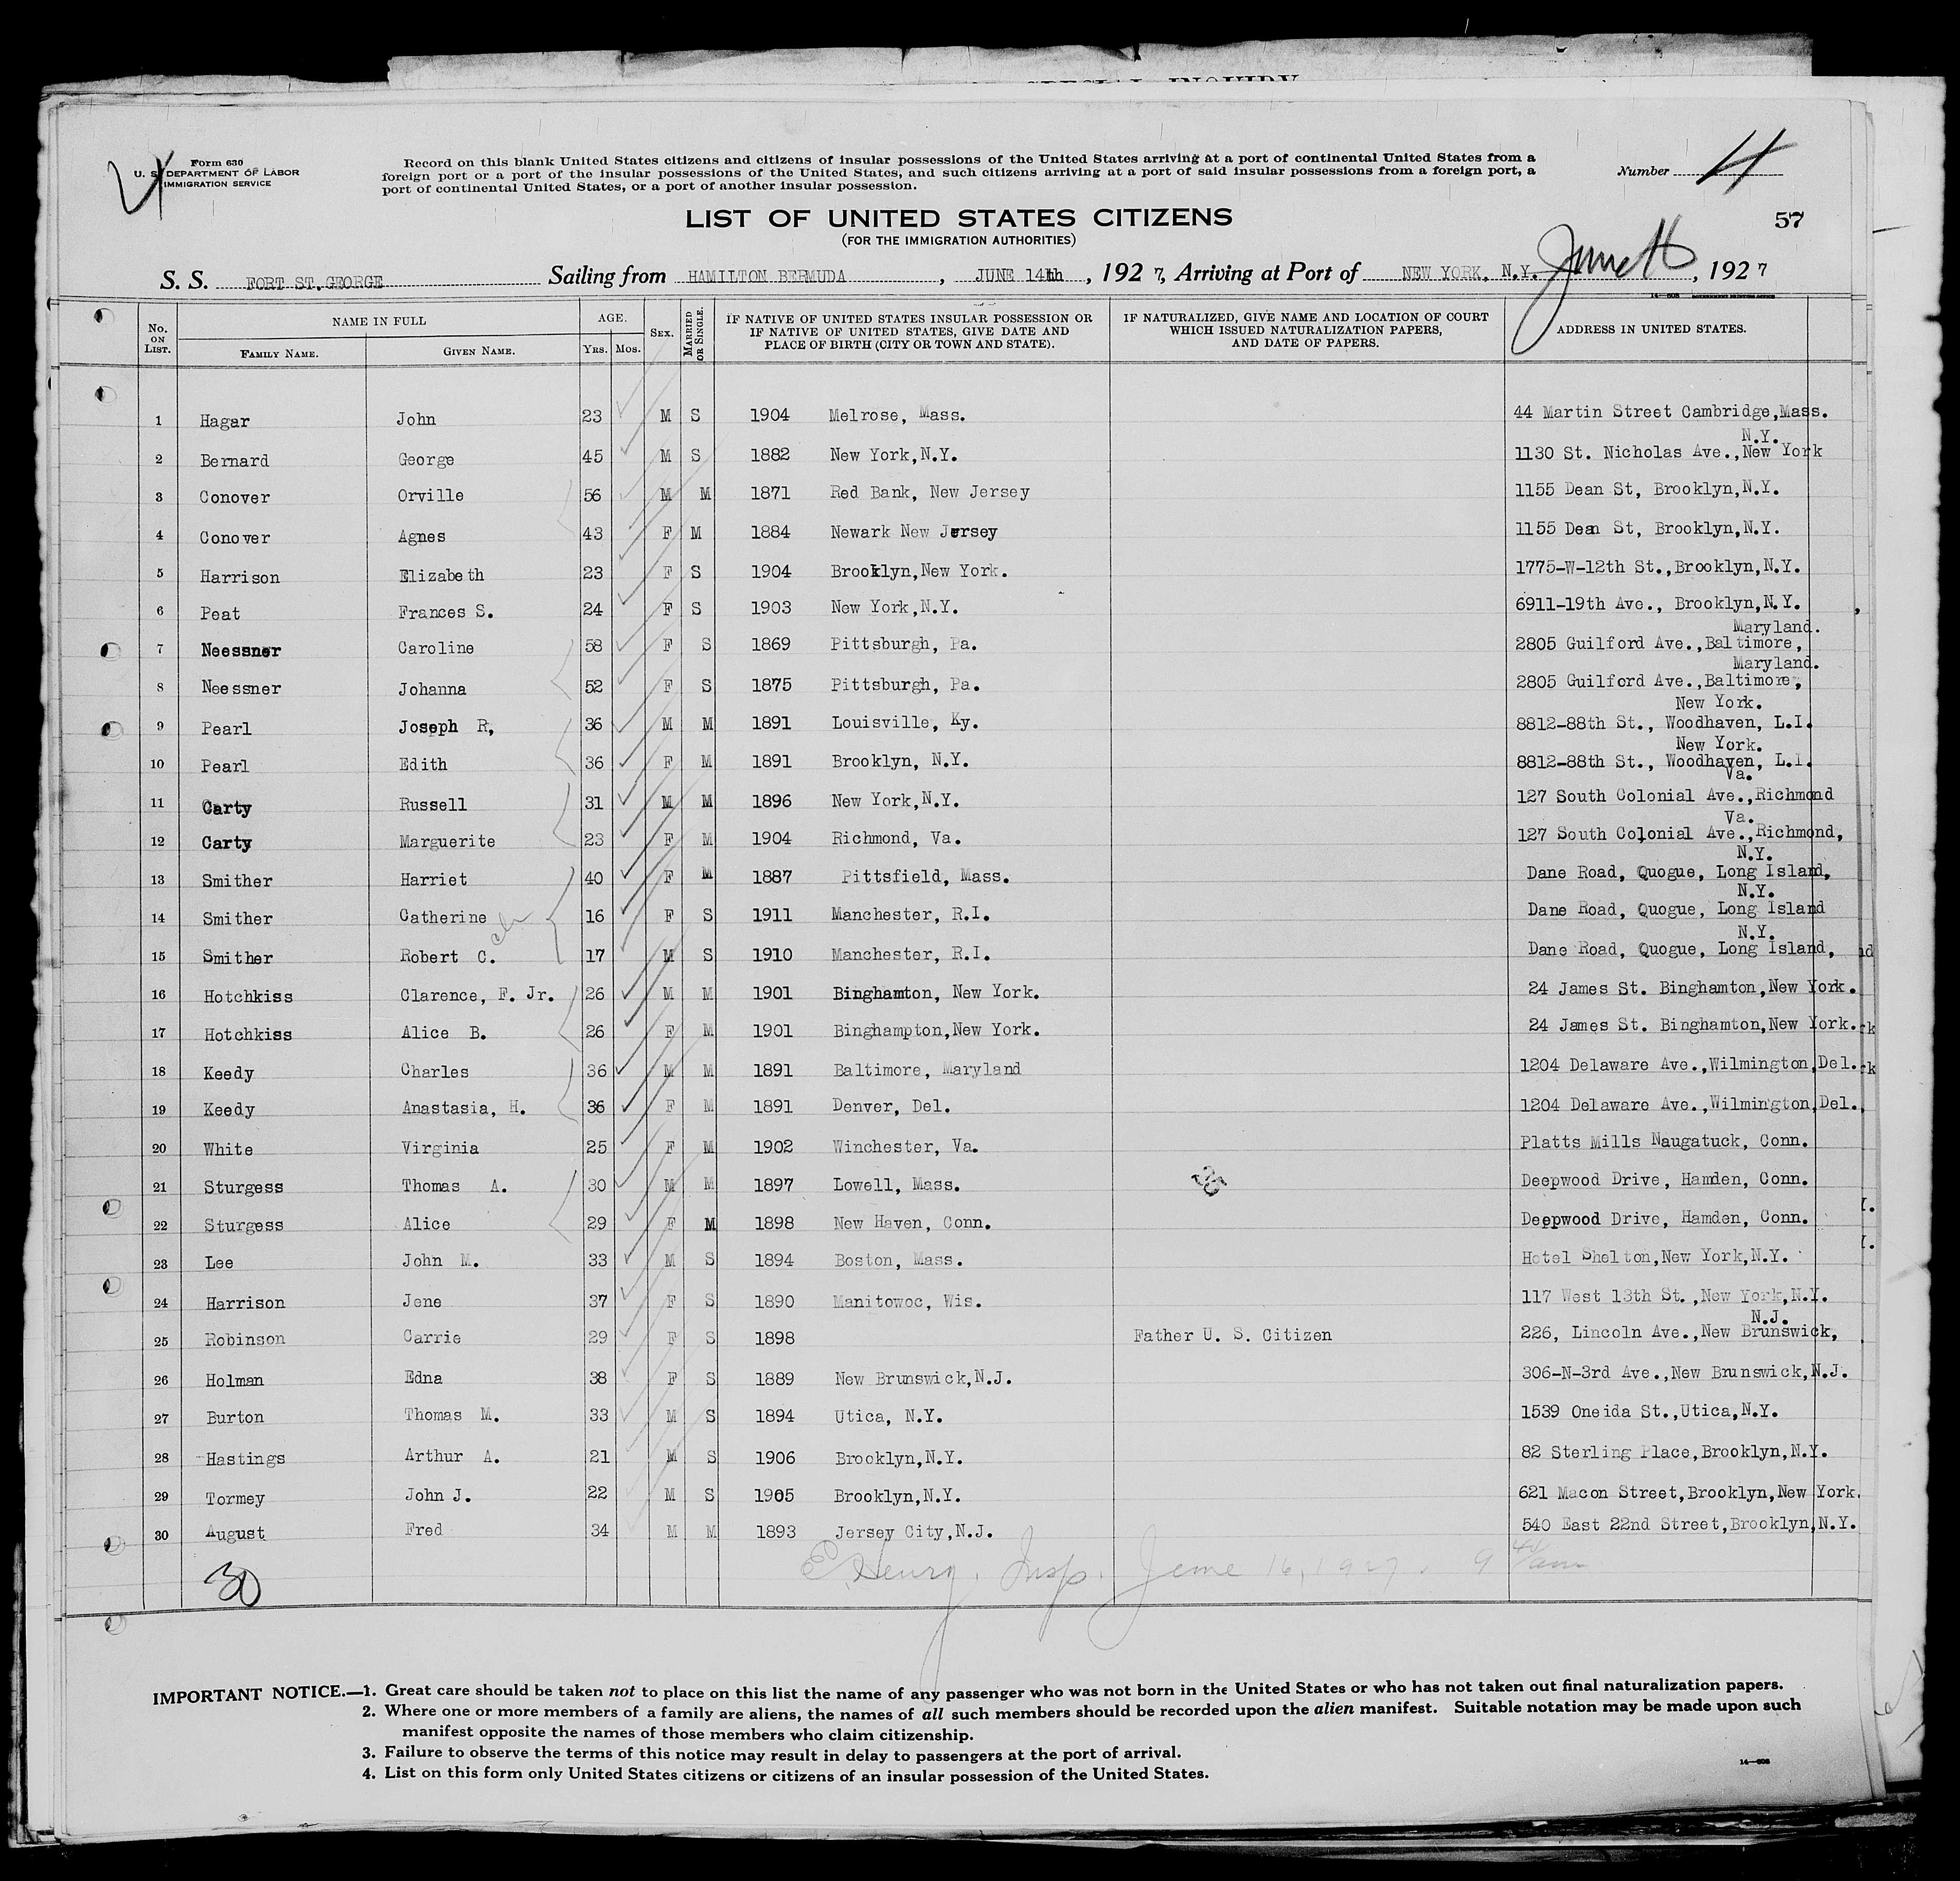 SPECIAL INQUIRY
Form 630
U. S. DEPARTMENT OF LABOR
IMMIGRATION SERVICE
Record on this blank United States citizens and citizens of insular possessions of the United States arriving at a port of continental United States from a
foreign port or a port of the insular possessions of the United States, and such citizens arriving at a port of said insular possessions from a foreign port, a
port of continental United States, or a port of another insular possession.
Number 4
57
LIST OF UNITED STATES CITIZENS
(FOR THE IMMIGRATION AUTHORITIES)
S. S. FORT ST.GEORGE Sailing from HAMILTON BERMUDA, JUNE 14th, 1927, Arriving at Port of NEW YORK, N.Y. June 16, 1927
14—608 GOVERNMENT PRINTING OFFICE
No. ON LIST. NAME IN FULL FAMILY NAME. GIVEN NAME. AGE. YRS. MOS. SEX. MARRIED OR SINGLE. IF NATIVE OF UNITED STATES INSULAR POSSESSION OR IF NATIVE OF UNITED STATES, GIVE DATE AND PLACE OF BIRTH (CITY OR TOWN AND STATE). IF NATURALIZED, GIVE NAME AND LOCATION OF COURT WHICH ISSUED NATURALIZATION PAPERS, AND DATE OF PAPERS. ADDRESS IN UNITED STATES.
1 Hagar John 23 M S 1904 Melrose, Mass. 44 Martin Street Cambridge,Mass.
N.Y.
2 Bernard George 45 M S 1882 New York,N.Y. 1130 St. Nicholas Ave.,New York
3 Conover Orville 56 M M 1871 Red Bank, New Jersey 1155 Dean St, Brooklyn,N.Y.
4 Conover Agnes 43 F M 1884 Newark New Jersey 1155 Dean St, Brooklyn,N.Y.
5 Harrison Elizabeth 23 F S 1904 Brooklyn,New York. 1775-W-12th St.,Brooklyn,N.Y.
6 Peat Frances S. 24 F S 1903 New York,N.Y. 6911-19th Ave., Brooklyn,N.Y.
Maryland.
7 Neessner Caroline 58 F S 1869 Pittsburgh, Pa. 2805 Guilford Ave.,Baltimore,
Maryland.
8 Neessner Johanna 52 F S 1875 Pittsburgh, Pa. 2805 Guilford Ave.,Baltimore,
New York.
9 Pearl Joseph R, 36 M M 1891 Louisville, Ky. 8812-88th St., Woodhaven, L.I.
New York.
10 Pearl Edith 36 F M 1891 Brooklyn, N.Y. 8812-88th St., Woodhaven, L.I.
Va.
11 Carty Russell 31 M M 1896 New York,N.Y. 127 South Colonial Ave.,Richmond
Va.
12 Carty Marguerite 23 F M 1904 Richmond, Va. 127 South Colonial Ave.,Richmond,
N.Y.
13 Smither Harriet 40 F M 1887 Pittsfield, Mass. Dane Road, Quogue, Long Island,
N.Y.
14 Smither Catherine 16 F S 1911 Manchester, R.I. Dane Road, Quogue, Long Island
N.Y.
15 Smither Robert C. 17 M S 1910 Manchester, R.I. Dane Road, Quogue, Long Island,
16 Hotchkiss Clarence, F. Jr. 26 M M 1901 Binghamton, New York. 24 James St. Binghamton,New York.
17 Hotchkiss Alice B. 26 F M 1901 Binghampton,New York. 24 James St. Binghamton,New York.
18 Keedy Charles 36 M M 1891 Baltimore, Maryland 1204 Delaware Ave.,Wilmington,Del.
19 Keedy Anastasia, H. 36 F M 1891 Denver, Del. 1204 Delaware Ave.,Wilmington,Del.
20 White Virginia 25 F M 1902 Winchester, Va. Platts Mills Naugatuck, Conn.
21 Sturgess Thomas A. 30 M M 1897 Lowell, Mass. Deepwood Drive, Hamden, Conn.
22 Sturgess Alice 29 F M 1898 New Haven, Conn. Deepwood Drive, Hamden, Conn.
23 Lee John M. 33 M S 1894 Boston, Mass. Hotel Shelton,New York,N.Y.
24 Harrison Jene 37 F S 1890 Manitowoc, Wis. 117 West 13th St.,New York,N.Y.
N.J.
25 Robinson Carrie 29 F S 1898 Father U. S. Citizen 226, Lincoln Ave.,New Brunswick,
26 Holman Edna 38 F S 1889 New Brunswick,N.J. 306-N-3rd Ave.,New Brunswick,N.J.
27 Burton Thomas M. 33 M S 1894 Utica, N.Y. 1539 Oneida St.,Utica,N.Y.
28 Hastings Arthur A. 21 M S 1906 Brooklyn,N.Y. 82 Sterling Place,Brooklyn,N.Y.
29 Tormey John J. 22 M S 1905 Brooklyn,N.Y. 621 Macon Street,Brooklyn,New York.
30 August Fred 34 M M 1893 Jersey City,N.J. 540 East 22nd Street,Brooklyn,N.Y.
30
E. Henry. Insp. June 16, 1927. 9
IMPORTANT NOTICE.—1. Great care should be taken not to place on this list the name of any passenger who was not born in the United States or who has not taken out final naturalization papers.
2. Where one or more members of a family are aliens, the names of all such members should be recorded upon the alien manifest. Suitable notation may be made upon such
manifest opposite the names of those members who claim citizenship.
3. Failure to observe the terms of this notice may result in delay to passengers at the port of arrival.
4. List on this form only United States citizens or citizens of an insular possession of the United States.
14—608